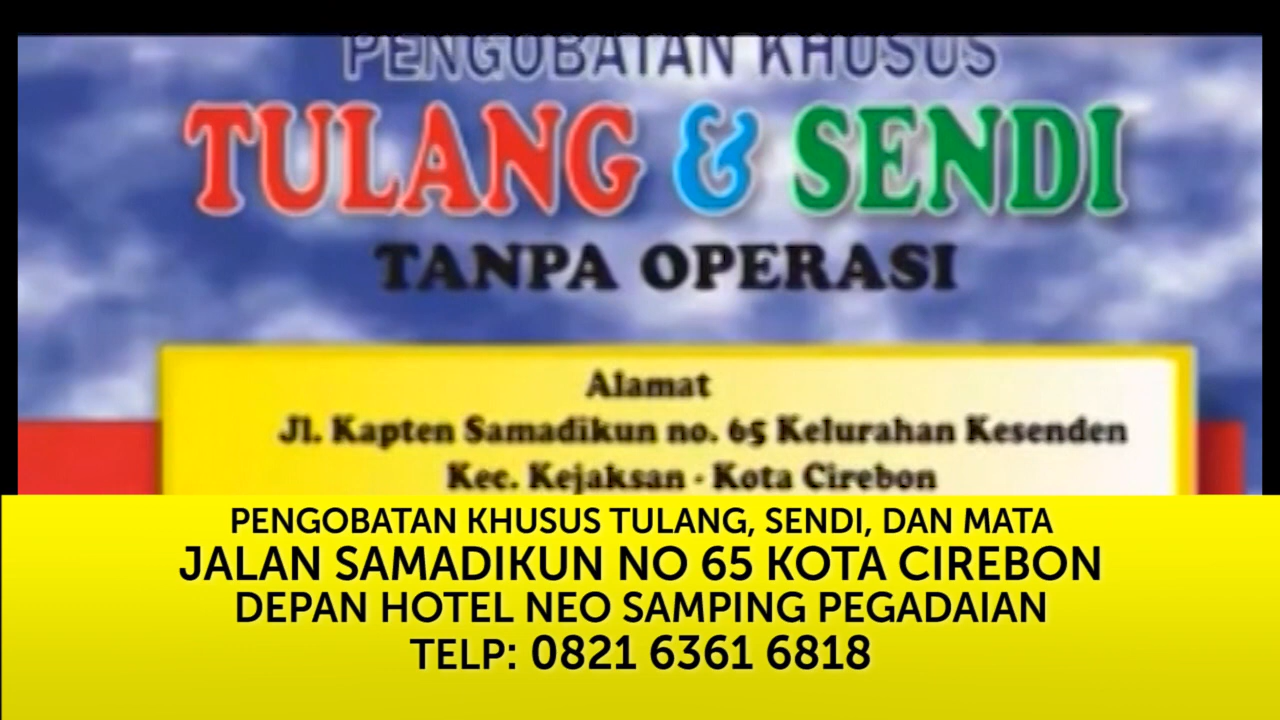 PENGOBATAN KHUSUS
TULANG & SENDI
TANPA OPERASI
Alamat
Jl. Kapten Samadikun no. 65 Kelurahan Kesenden
Kec. Kejaksan - Kota Cirebon
PENGOBATAN KHUSUS TULANG, SENDI, DAN MATA
JALAN SAMADIKUN NO 65 KOTA CIREBON
DEPAN HOTEL NEO SAMPING PEGADAIAN
TELP: 0821 6361 6818